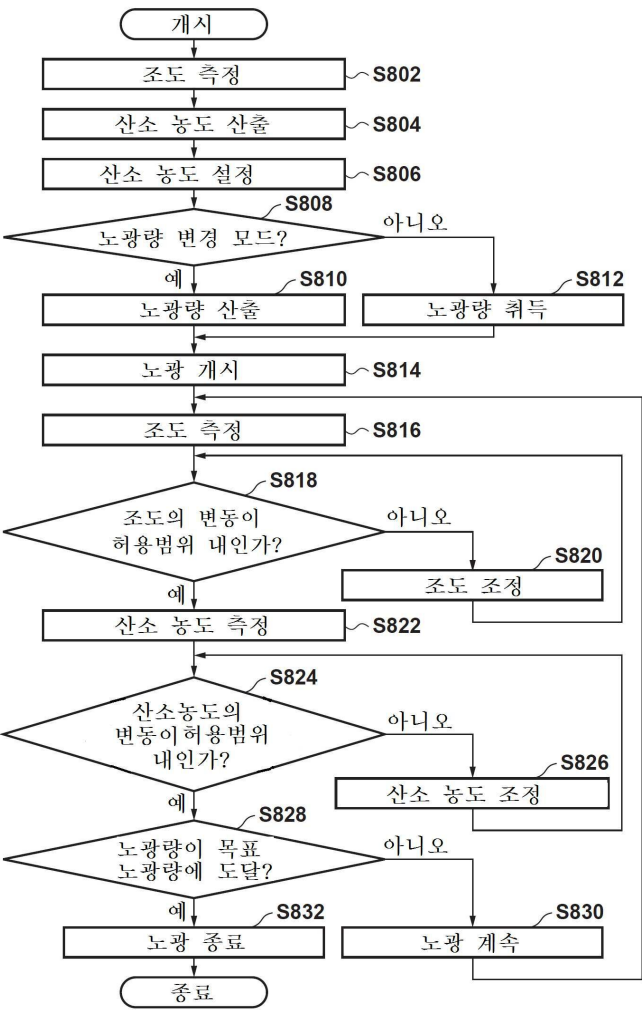 개시
조도 측정
S802
산소 농도 산출
S804
산소 농도 설정
S806
S808
노광량 변경 모드?
아니오
예
S810
노광량 산출
S812
노광량 취득
노광 개시
S814
조도 측정
S816
S818
조도의 변동이
허용범위 내인가?
아니오
S820
조도 조정
예
산소 농도 측정
S822
S824
산소농도의
변동이허용범위
내인가?
아니오
S826
산소 농도 조정
예
S828
노광량이 목표
노광량에 도달?
아니오
예
S832
노광 종료
S830
노광 계속
종료